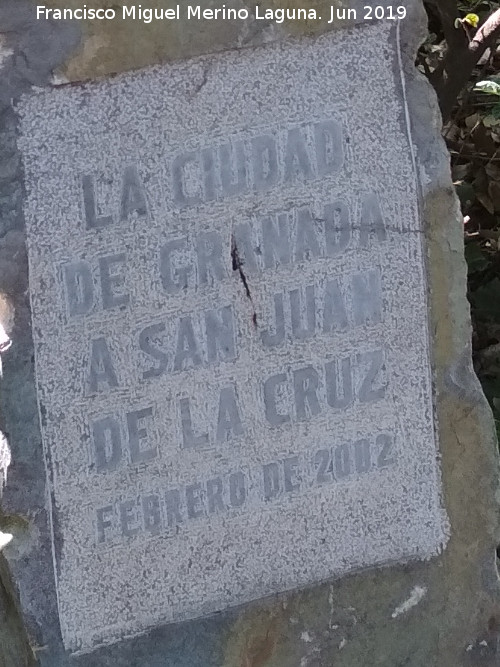 Francisco Miguel Merino Laguna. Jun 2019
LA CIUDAD
DE GRANADA
A SAN JUAN
DE LA CRUZ
FEBRERO DE 2002